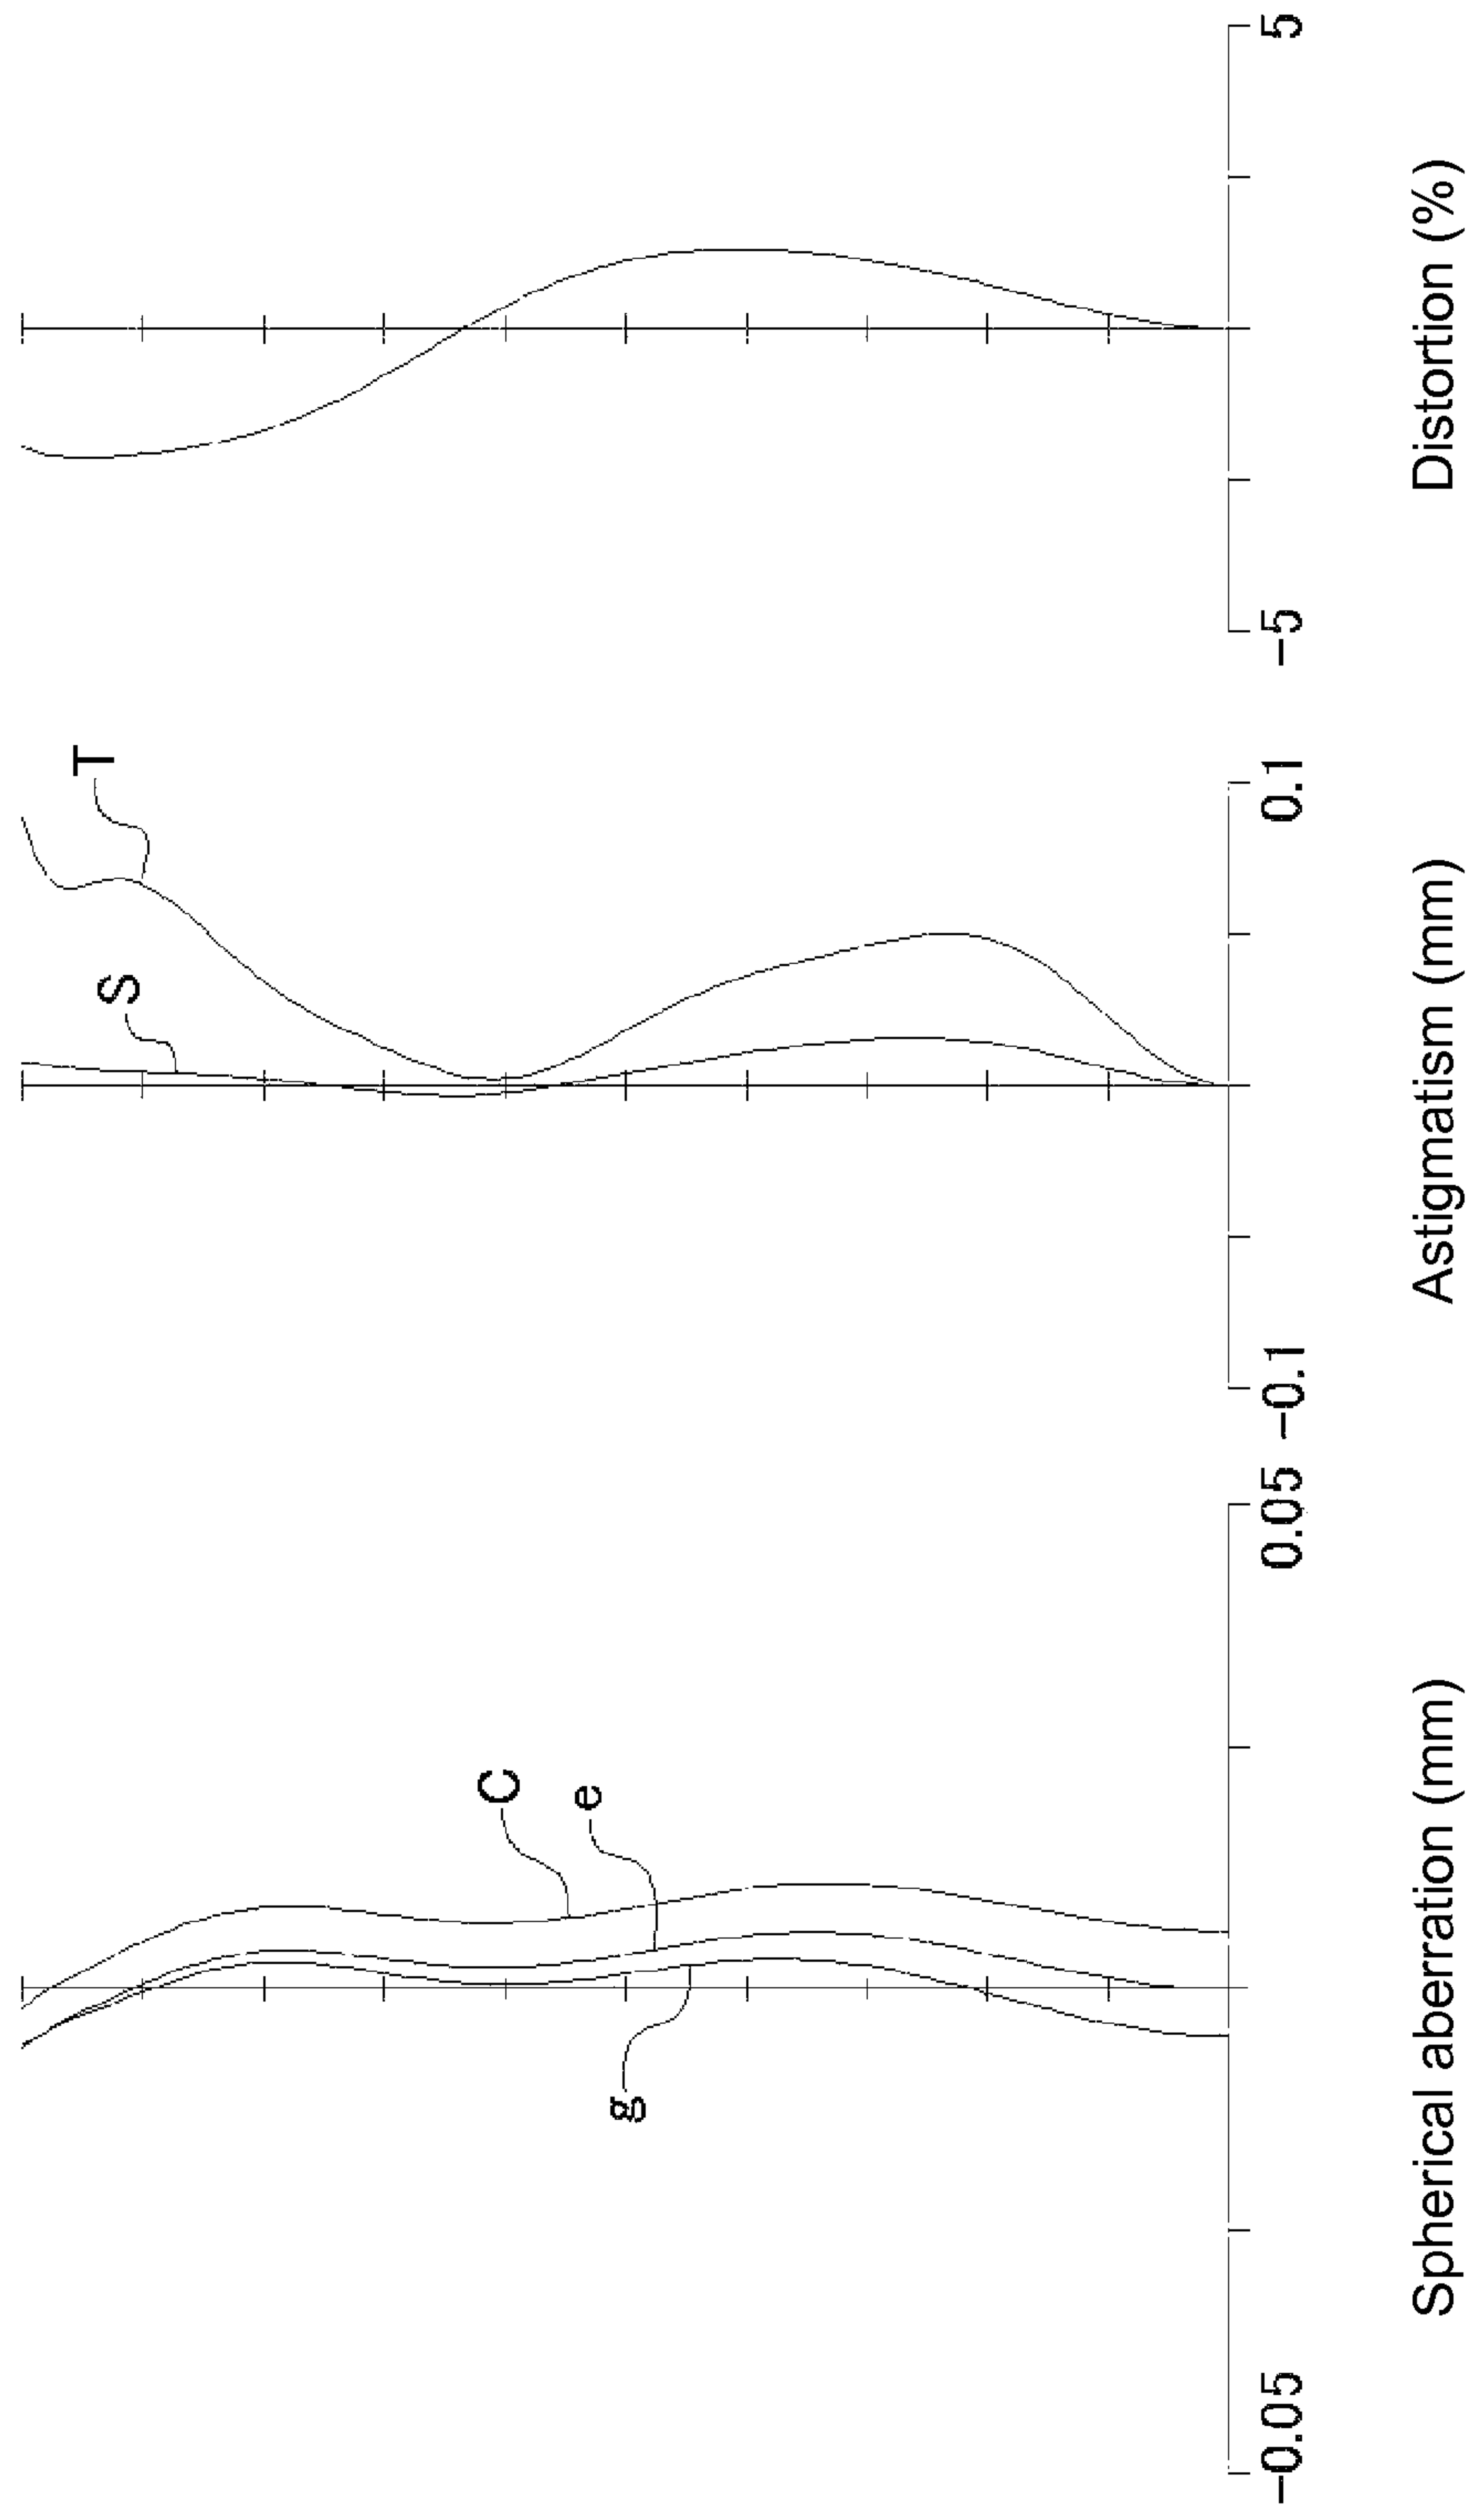 C
e
g
-0.05
0.05
Spherical aberration (mm)
S
T
-0.1
0.1
Astigmatism (mm)
-5
5
Distortion (%)